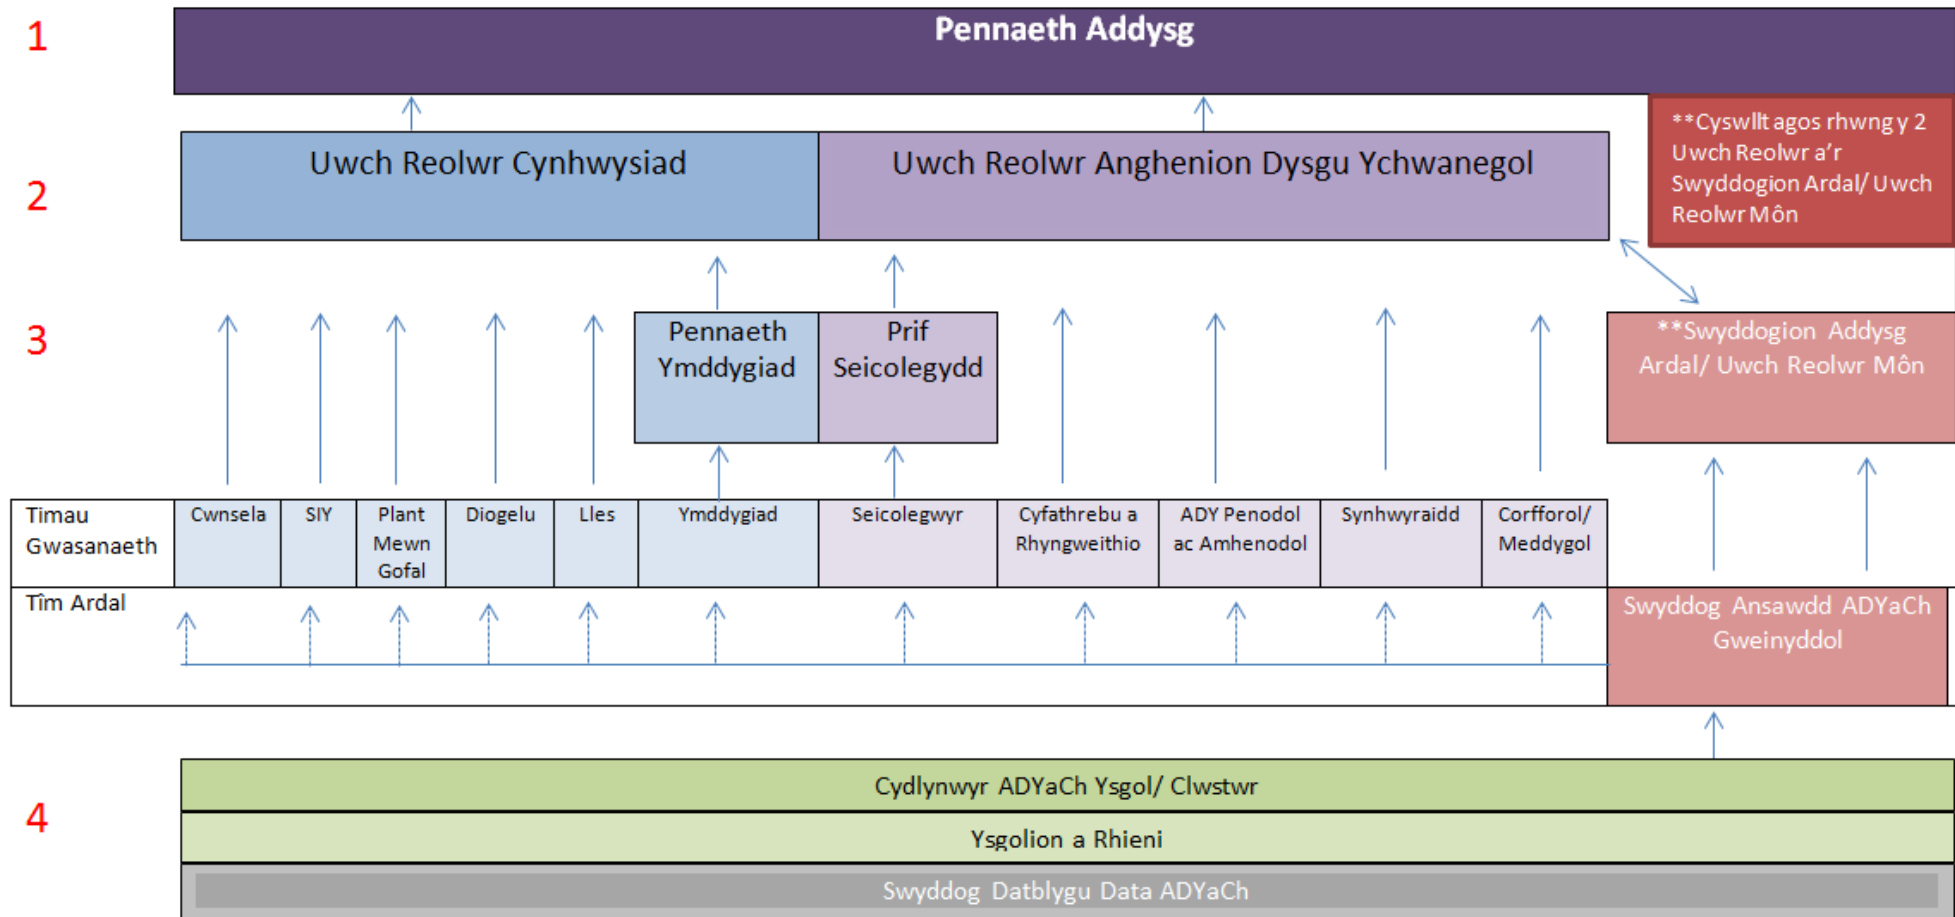 1
Pennaeth Addysg
2
Uwch Reolwr Cynhwysiad
Uwch Reolwr Anghenion Dysgu Ychwanegol
**Cyswllt agos rhwng y 2
Uwch Reolwr a'r
Swyddogion Ardal/ Uwch
Reolwr Môn
3
Pennaeth
Ymddygiad
Prif
Seicolegydd
**Swyddogion Addysg
Ardal/ Uwch Reolwr Môn
Timau
Gwasanaeth
Cwnsela
SIY
Plant
Mewn
Gofal
Diogelu
Lles
Ymddygiad
Seicolegwyr
Cyfathrebu a
Rhyngweithio
ADY Penodol
ac Amhenodol
Synhwyraidd
Corfforol/
Meddygol
Tîm Ardal
Swyddog Ansawdd ADYaCh
Gweinyddol
4
Cydlynwyr ADYaCh Ysgol/ Clwstwr
Ysgolion a Rhieni
Swyddog Datblygu Data ADYaCh